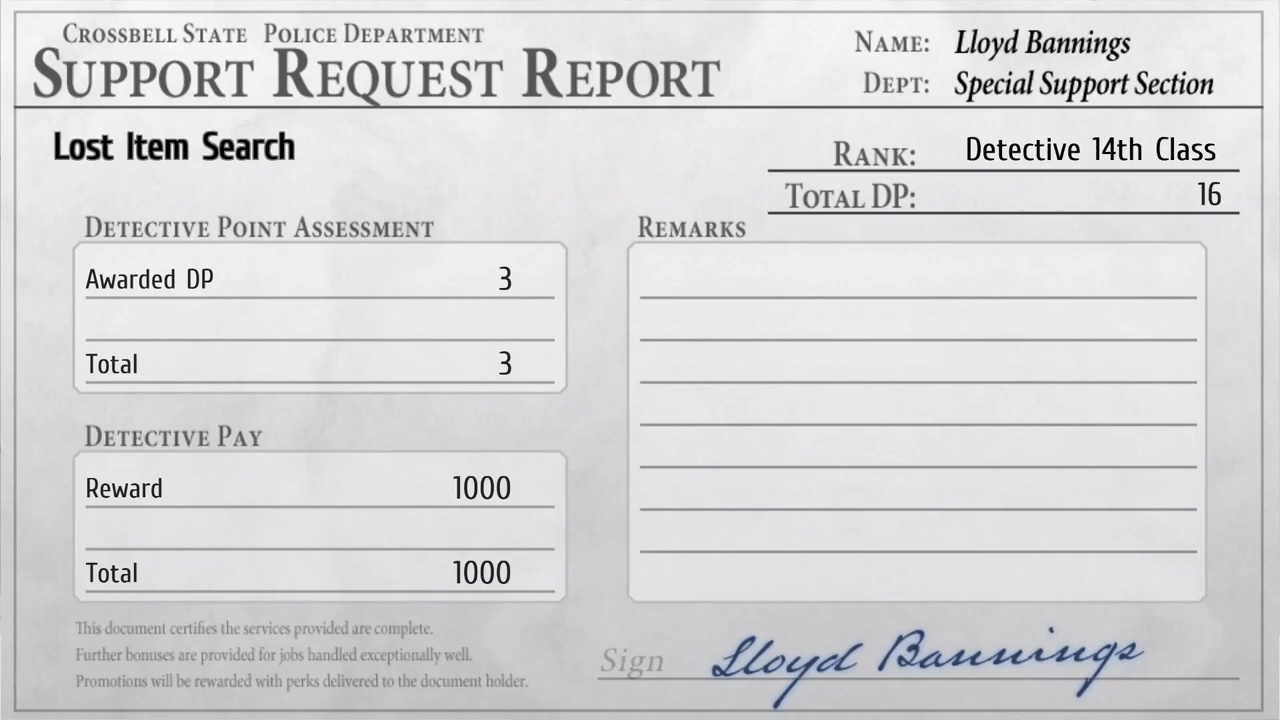 Crossbell State Police Department
Support Request Report
Name: Lloyd Bannings
Dept: Special Support Section
Lost Item Search
Rank: Detective 14th Class
Total DP: 16
Detective Point Assessment
Awarded DP 3
Total 3
Remarks
Detective Pay
Reward 1000
Total 1000
This document certifies the services provided are complete.
Further bonuses are provided for jobs handled exceptionally well.
Promotions will be rewarded with perks delivered to the document holder.
Sign Lloyd Bannings